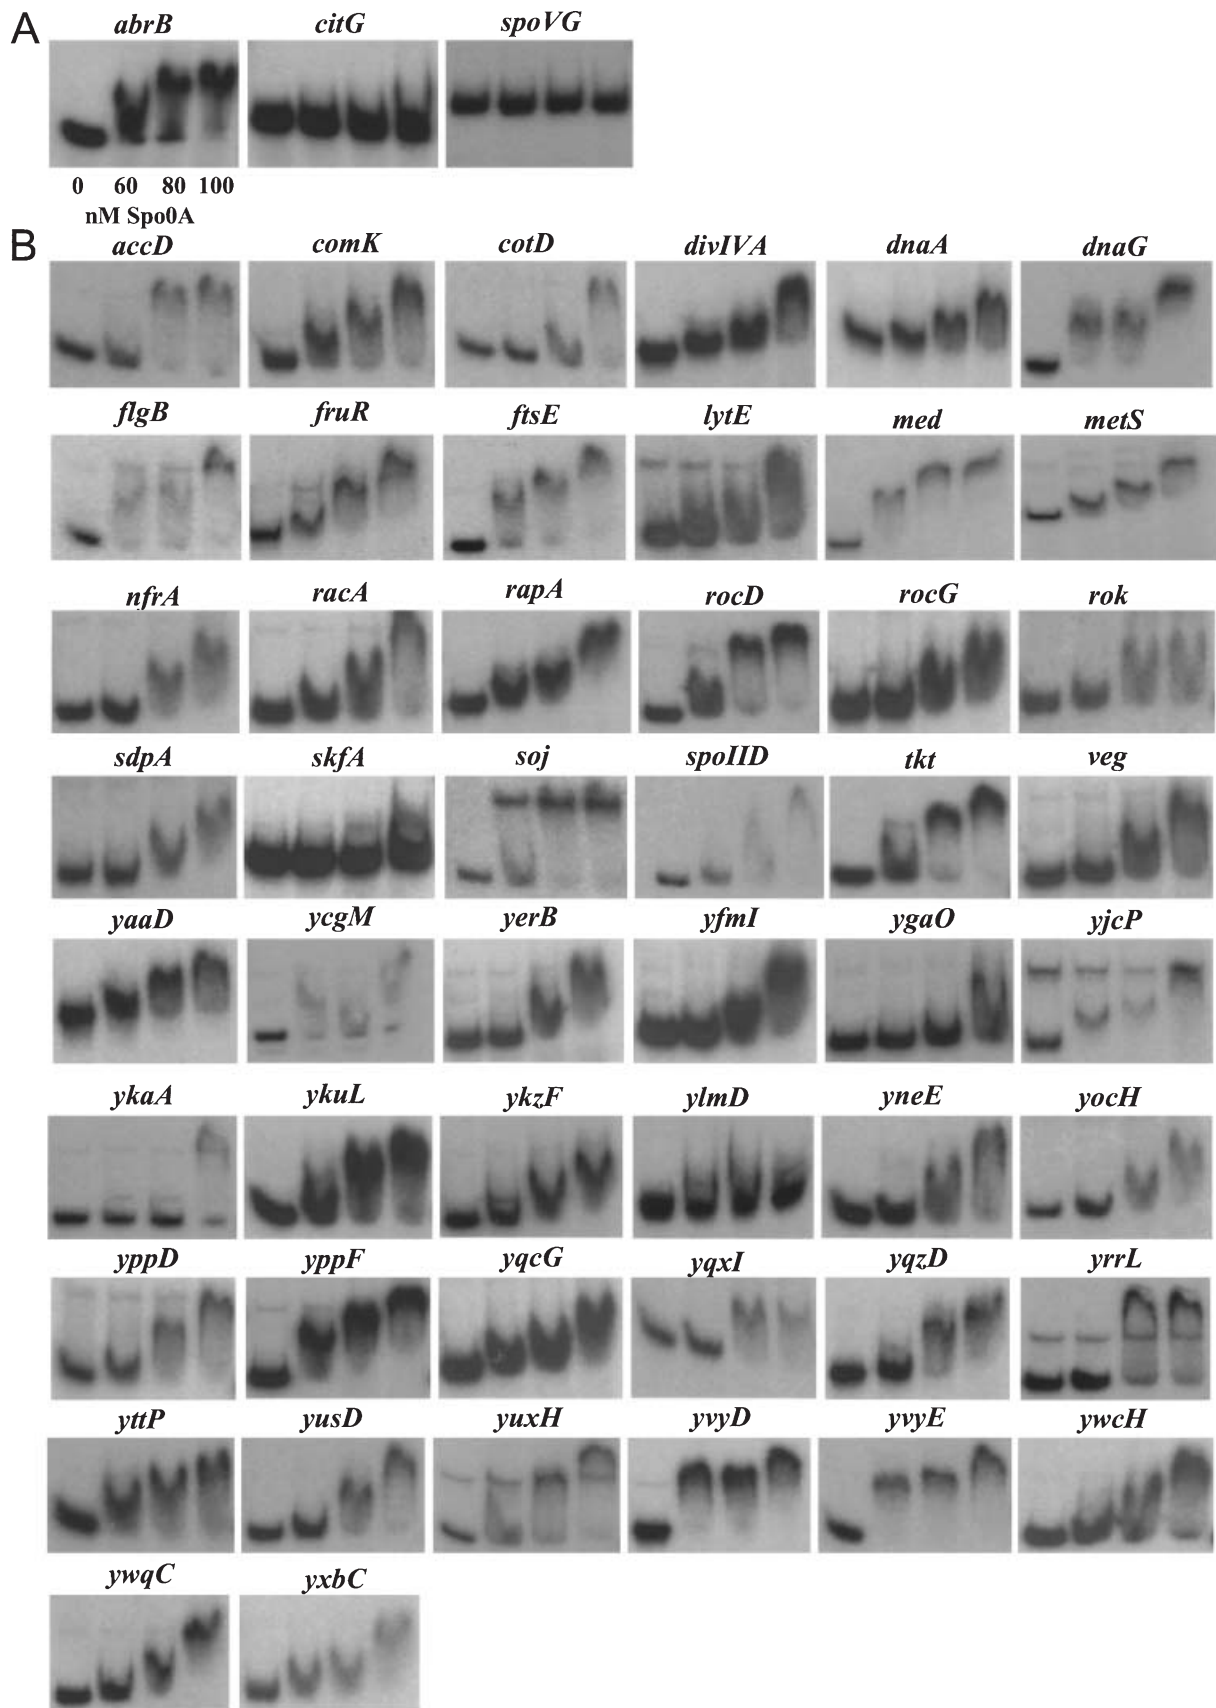 A
abrB citG spoVG
0 60 80 100
nM Spo0A
B
accD comK cotD divIVA dnaA dnaG
flgB fruR ftsE lytE med metS
nfrA racA rapA rocD rocG rok
sdpA skfA soj spoIID tkt veg
yaaD ycgM yerB yfmI ygaO yjcP
ykaA ykuL ykzF ylmD yneE yocH
yppD yppF yqcG yqxI yqzD yrrL
yttP yusD yuxH yvyD yvyE ywcH
ywqC yxbC